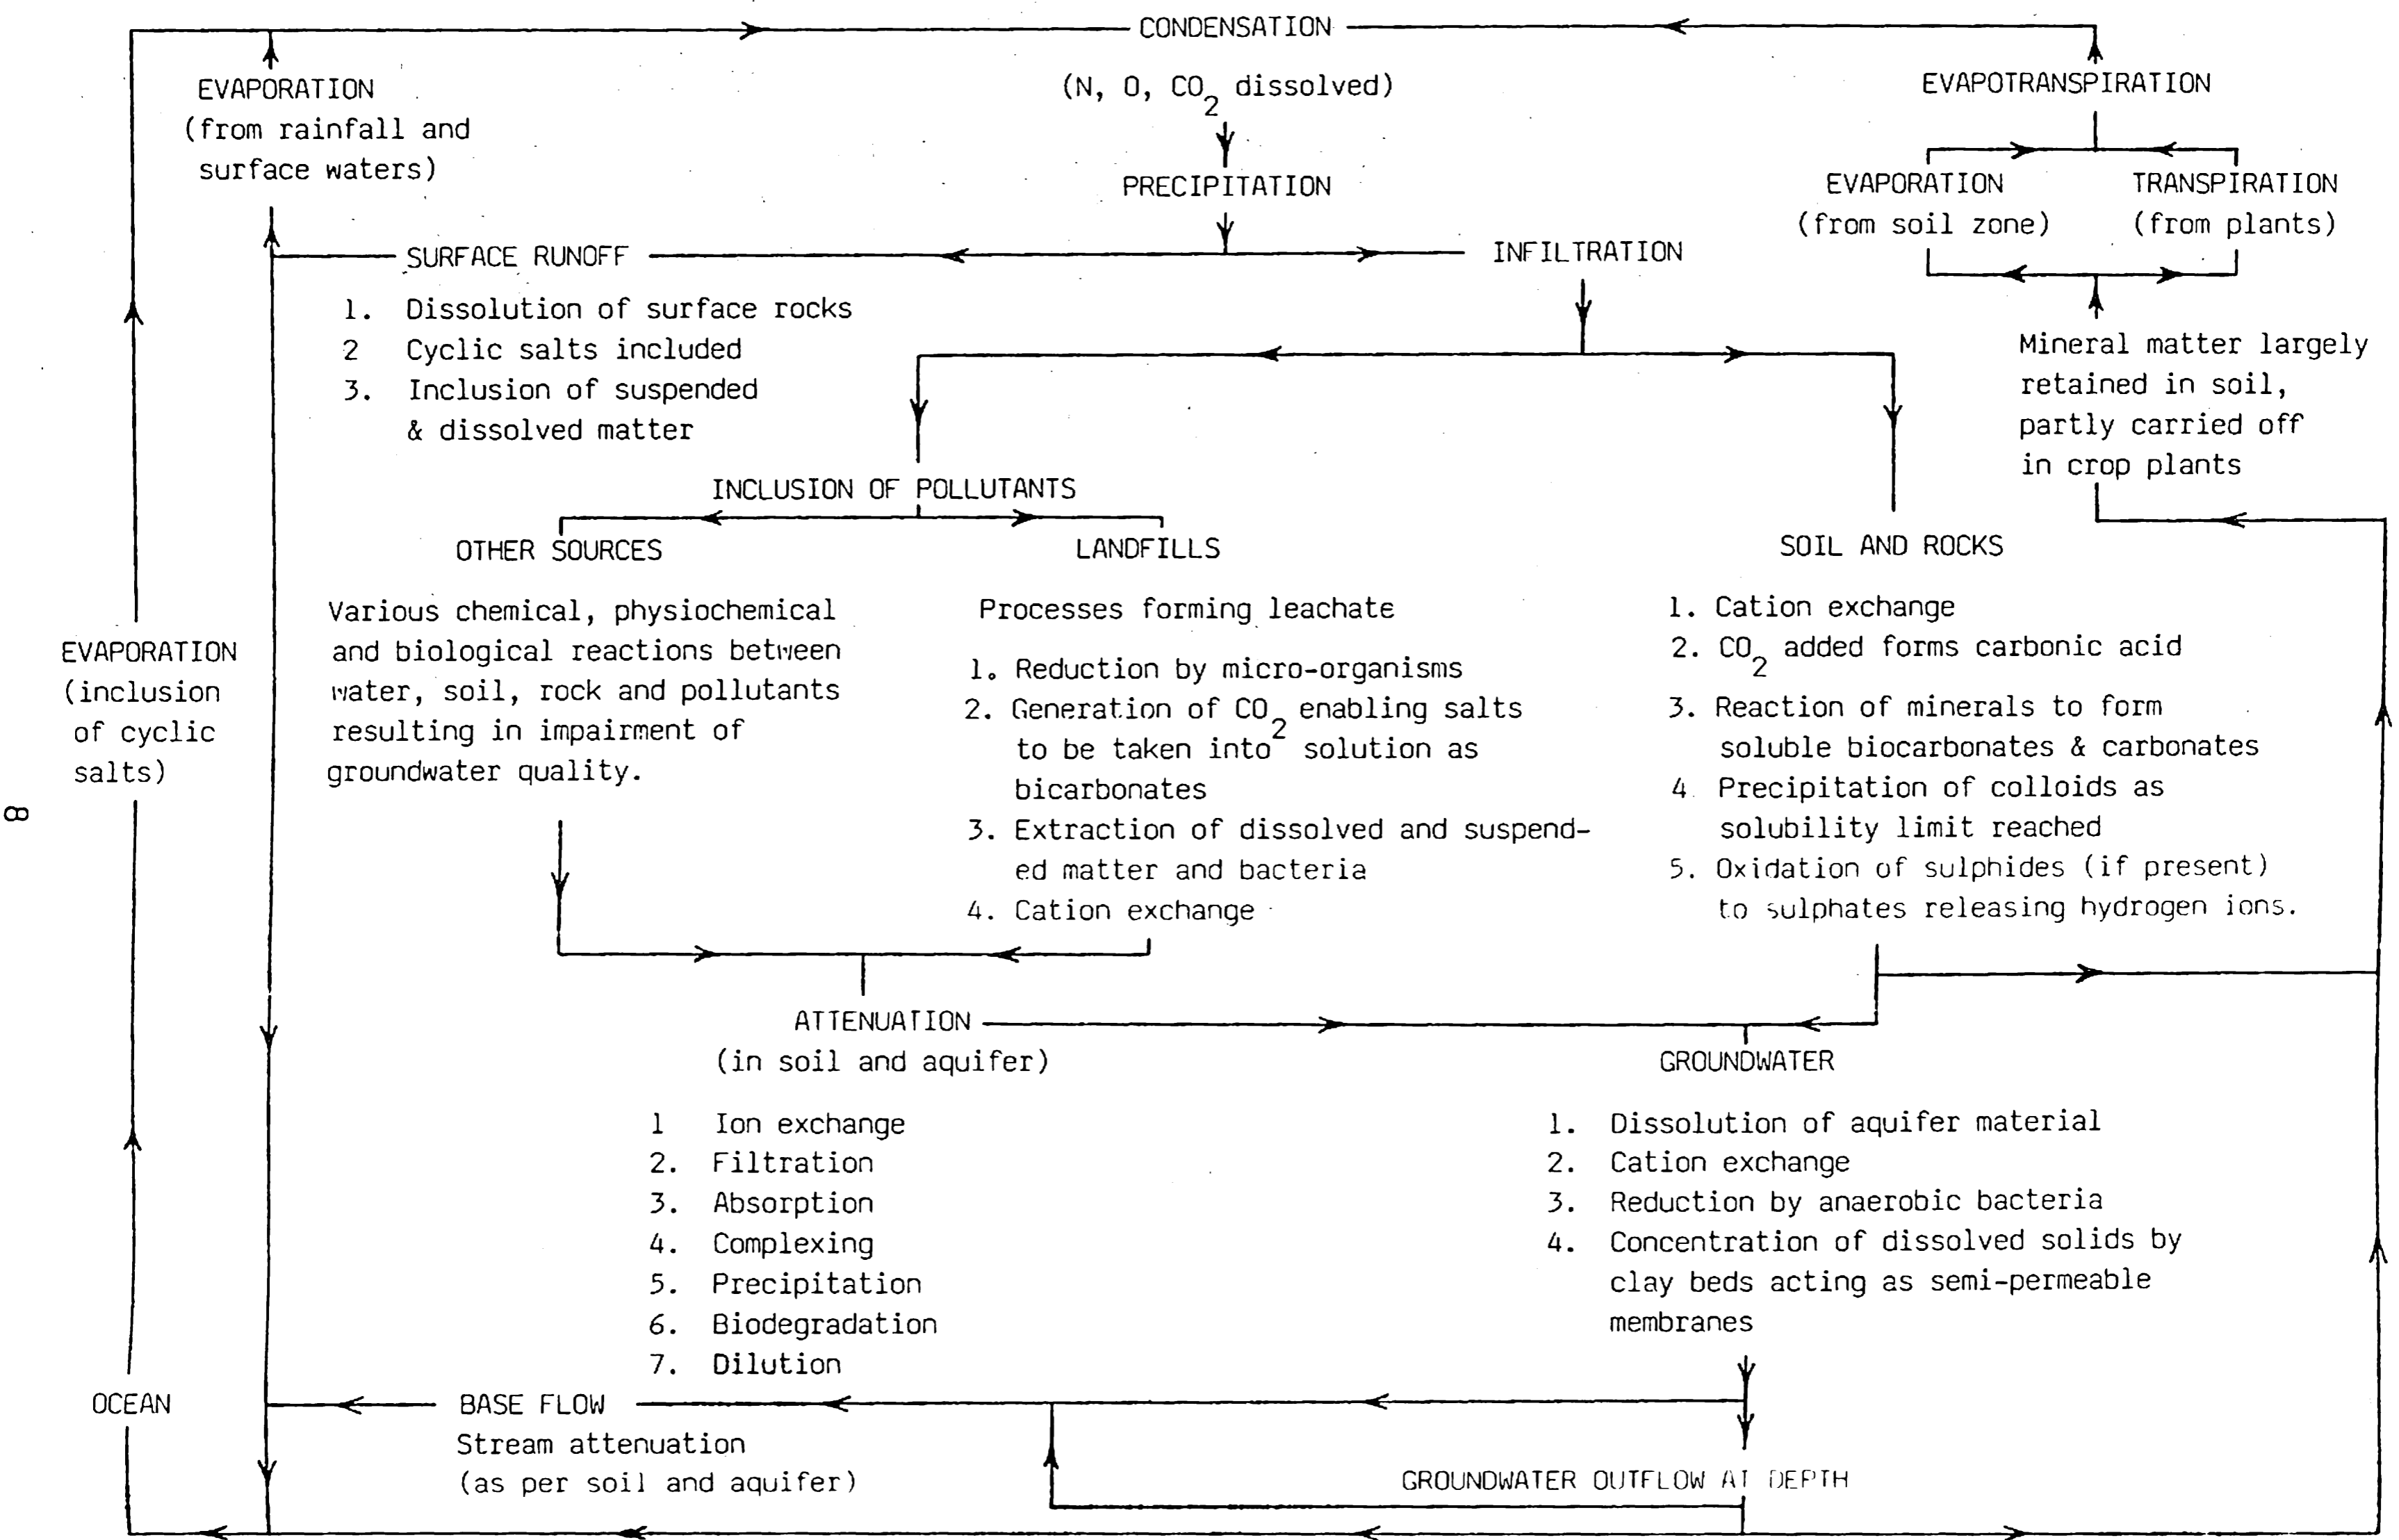 CONDENSATION
(N, O, CO2 dissolved)
PRECIPITATION
EVAPORATION
(from rainfall and
surface waters)
EVAPOTRANSPIRATION
EVAPORATION
(from soil zone)
TRANSPIRATION
(from plants)
SURFACE RUNOFF
1. Dissolution of surface rocks
2 Cyclic salts included
3. Inclusion of suspended
& dissolved matter
INFILTRATION
Mineral matter largely
retained in soil,
partly carried off
in crop plants
INCLUSION OF POLLUTANTS
OTHER SOURCES
Various chemical, physiochemical
and biological reactions between
water, soil, rock and pollutants
resulting in impairment of
groundwater quality.
LANDFILLS
Processes forming leachate
1. Reduction by micro-organisms
2. Generation of CO2 enabling salts
to be taken into solution as
bicarbonates
3. Extraction of dissolved and suspend-
ed matter and bacteria
4. Cation exchange
SOIL AND ROCKS
1. Cation exchange
2. CO2 added forms carbonic acid
3. Reaction of minerals to form
soluble biocarbonates & carbonates
4 Precipitation of colloids as
solubility limit reached
5. Oxidation of sulphides (if present)
to sulphates releasing hydrogen ions.
EVAPORATION
(inclusion
of cyclic
salts)
8
ATTENUATION
(in soil and aquifer)
1 Ion exchange
2. Filtration
3. Absorption
4. Complexing
5. Precipitation
6. Biodegradation
7. Dilution
GROUNDWATER
1. Dissolution of aquifer material
2. Cation exchange
3. Reduction by anaerobic bacteria
4. Concentration of dissolved solids by
clay beds acting as semi-permeable
membranes
OCEAN
BASE FLOW
Stream attenuation
(as per soil and aquifer)
GROUNDWATER OUTFLOW AT DEPTH